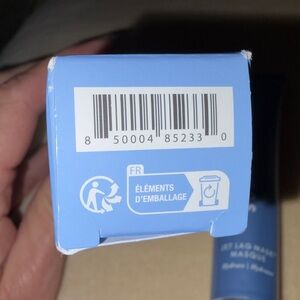 8 50004 85233 0
FR
ÉLÉMENTS
D'EMBALLAGE
JET LAG MASK
MASQUE